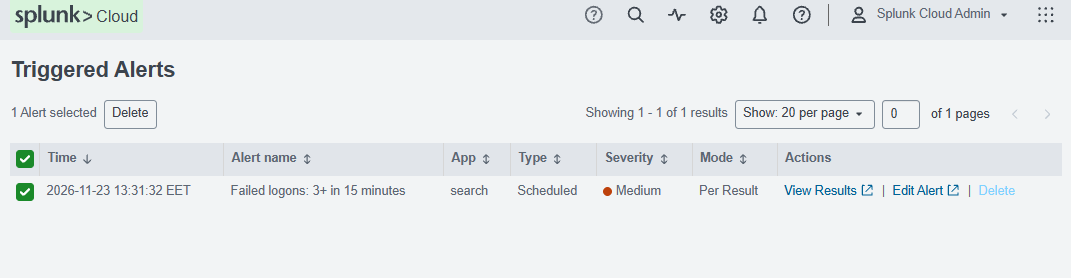 splunk> Cloud Splunk Cloud Admin
Triggered Alerts
1 Alert selected Delete Showing 1 - 1 of 1 results Show: 20 per page 0 of 1 pages
Time Alert name App Type Severity Mode Actions
2026-11-23 13:31:32 EET Failed logons: 3+ in 15 minutes search Scheduled Medium Per Result View Results | Edit Alert | Delete